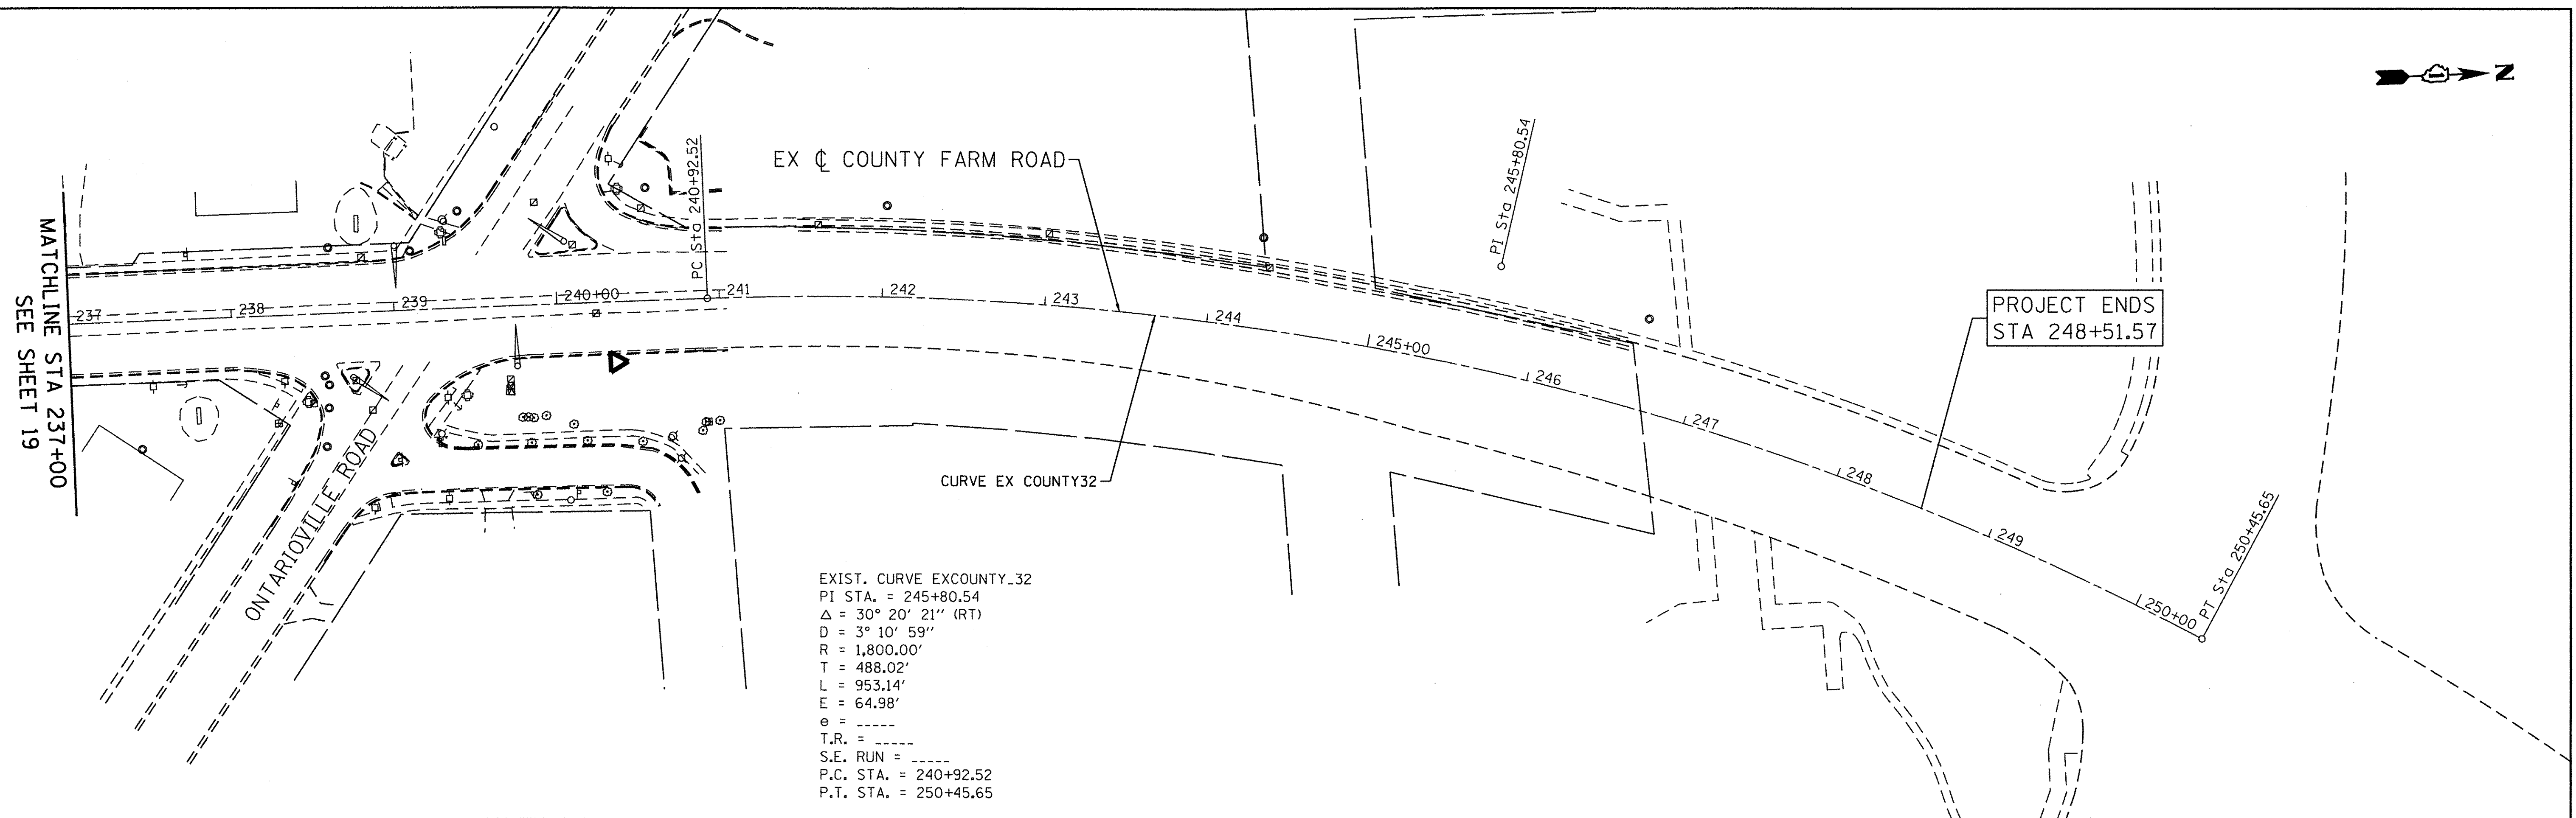 N
MATCHLINE STA 237+00
SEE SHEET 19
237
238
239
240+00
PC Sta 240+92.52
241
242
243
244
245+00
246
247
248
249
250+00
EX ℄ COUNTY FARM ROAD
PI Sta 245+80.54
PROJECT ENDS
STA 248+51.57
CURVE EX COUNTY32
PT Sta 250+45.65
ONTARIOVILLE ROAD
EXIST. CURVE EXCOUNTY_32
PI STA. = 245+80.54
Δ = 30° 20' 21'' (RT)
D = 3° 10' 59''
R = 1,800.00'
T = 488.02'
L = 953.14'
E = 64.98'
e = _____
T.R. = _____
S.E. RUN = _____
P.C. STA. = 240+92.52
P.T. STA. = 250+45.65